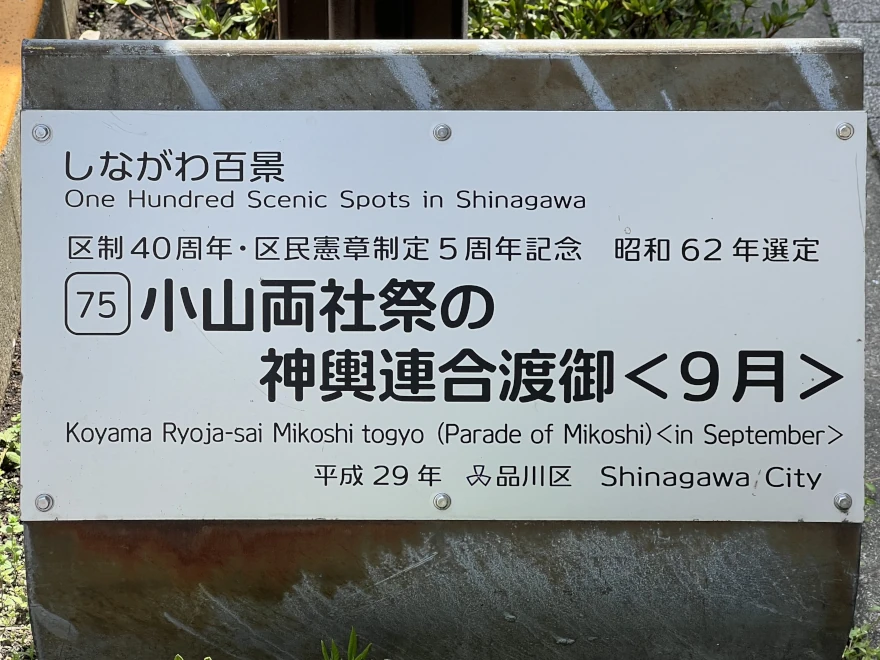 しながわ百景
One Hundred Scenic Spots in Shinagawa
区制40周年・区民憲章制定5周年記念　昭和62年選定
75 小山両社祭の
神輿連合渡御<9月>
Koyama Ryoja-sai Mikoshi togyo (Parade of Mikoshi)<in September>
平成29年　品川区　Shinagawa City